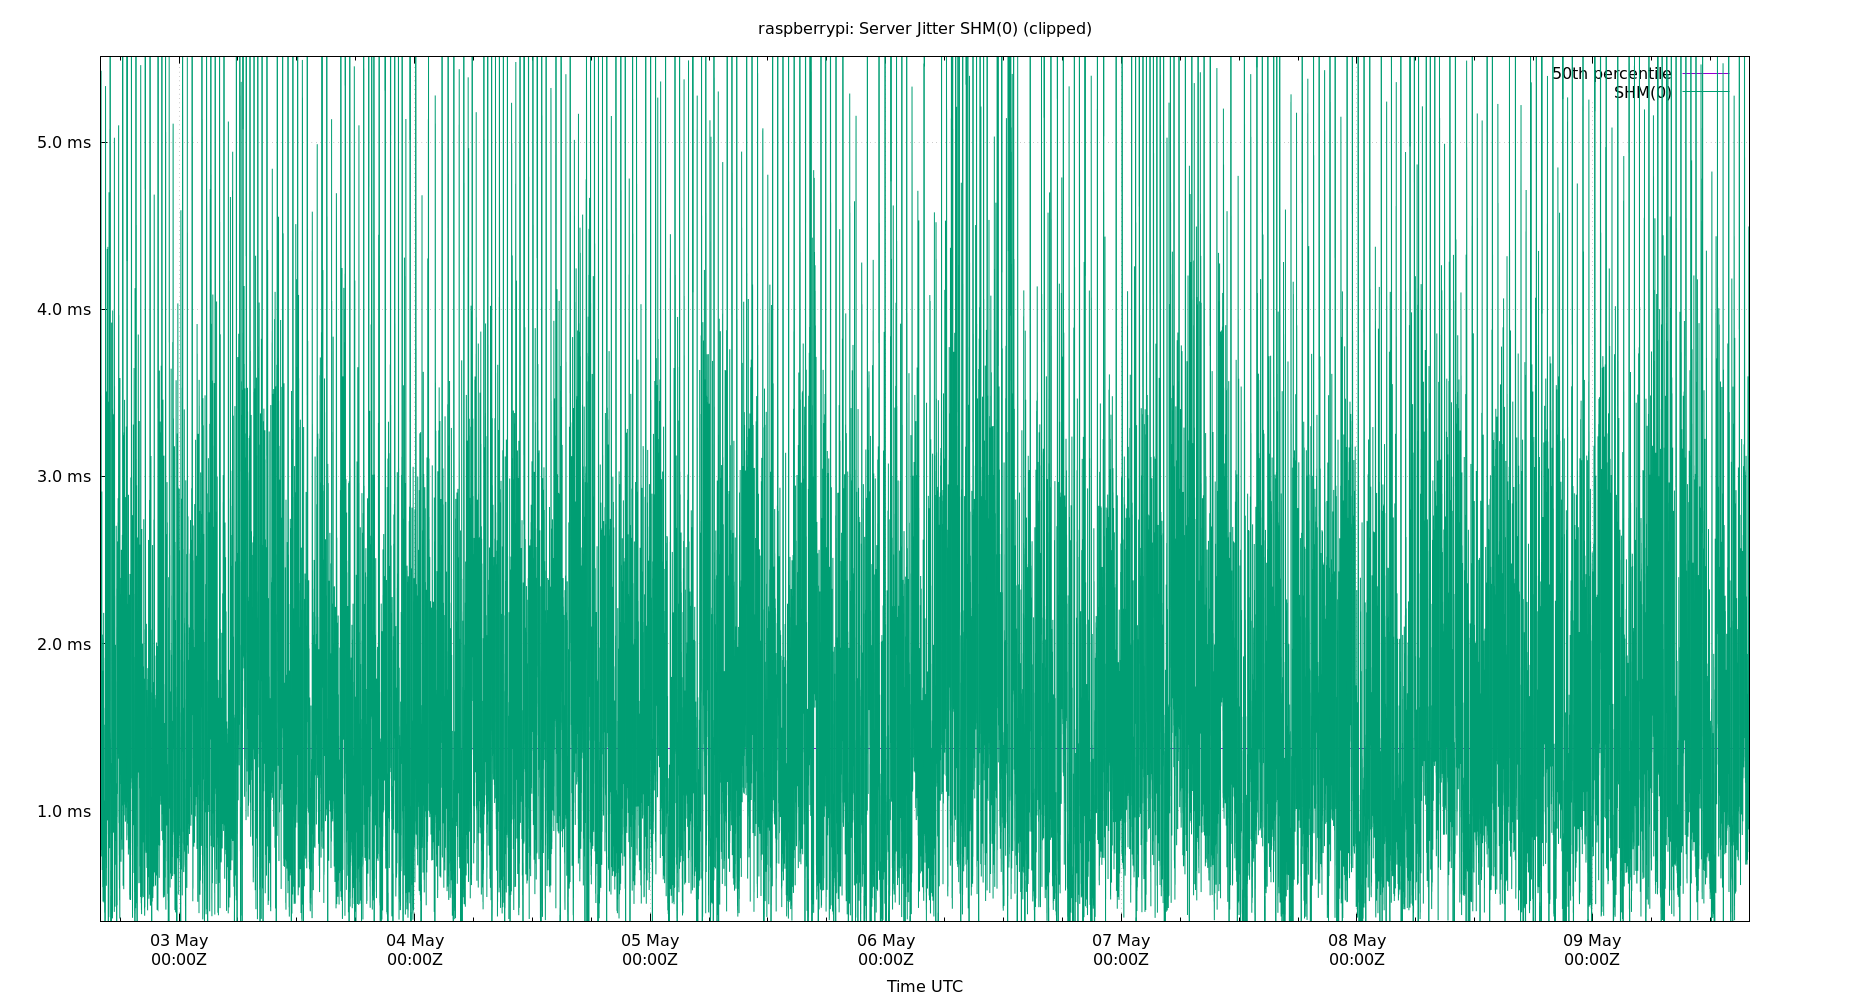 raspberrypi: Server Jitter SHM(0) (clipped)
50th percentile
SHM(0)
5.0 ms
4.0 ms
3.0 ms
2.0 ms
1.0 ms
03 May 04 May 05 May 06 May 07 May 08 May 09 May
00:00Z 00:00Z 00:00Z 00:00Z 00:00Z 00:00Z 00:00Z
Time UTC